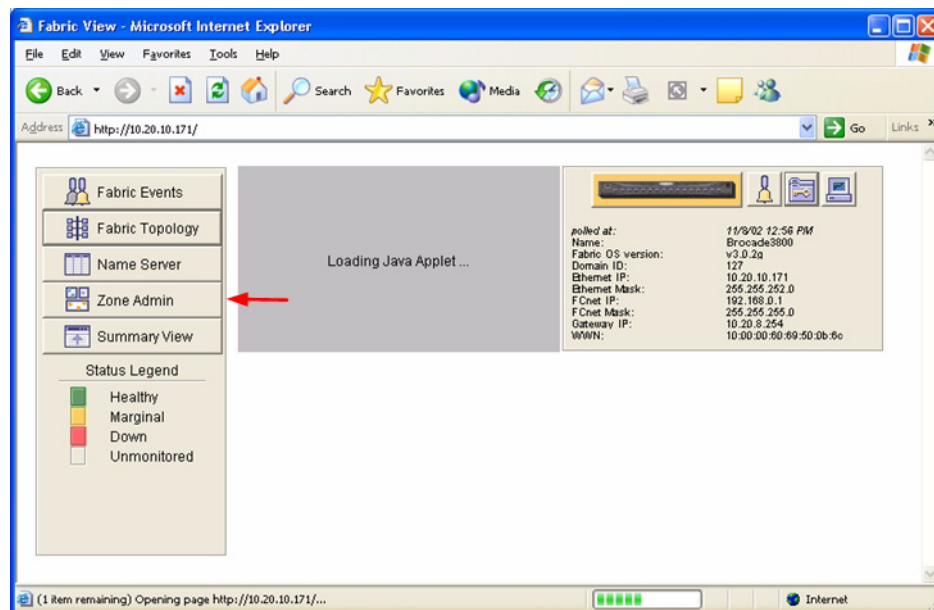 Fabric View - Microsoft Internet Explorer
File Edit View Favorites Tools Help
Back Search Favorites Media
Address http://10.20.10.171/ Go Links »
Fabric Events
Fabric Topology
Name Server
Zone Admin
Summary View
Status Legend
Healthy
Marginal
Down
Unmonitored
Loading Java Applet ...
polled at: 11/8/02 12:56 PM
Name: Brocade3800
Fabric OS version: v3.0.2g
Domain ID: 127
Ethernet IP: 10.20.10.171
Ethernet Mask: 255.255.252.0
FCnet IP: 192.168.0.1
FCnet Mask: 255.255.255.0
Gateway IP: 10.20.8.254
WWN: 10:00:00:60:69:50:0b:6c
(1 item remaining) Opening page http://10.20.10.171/... Internet